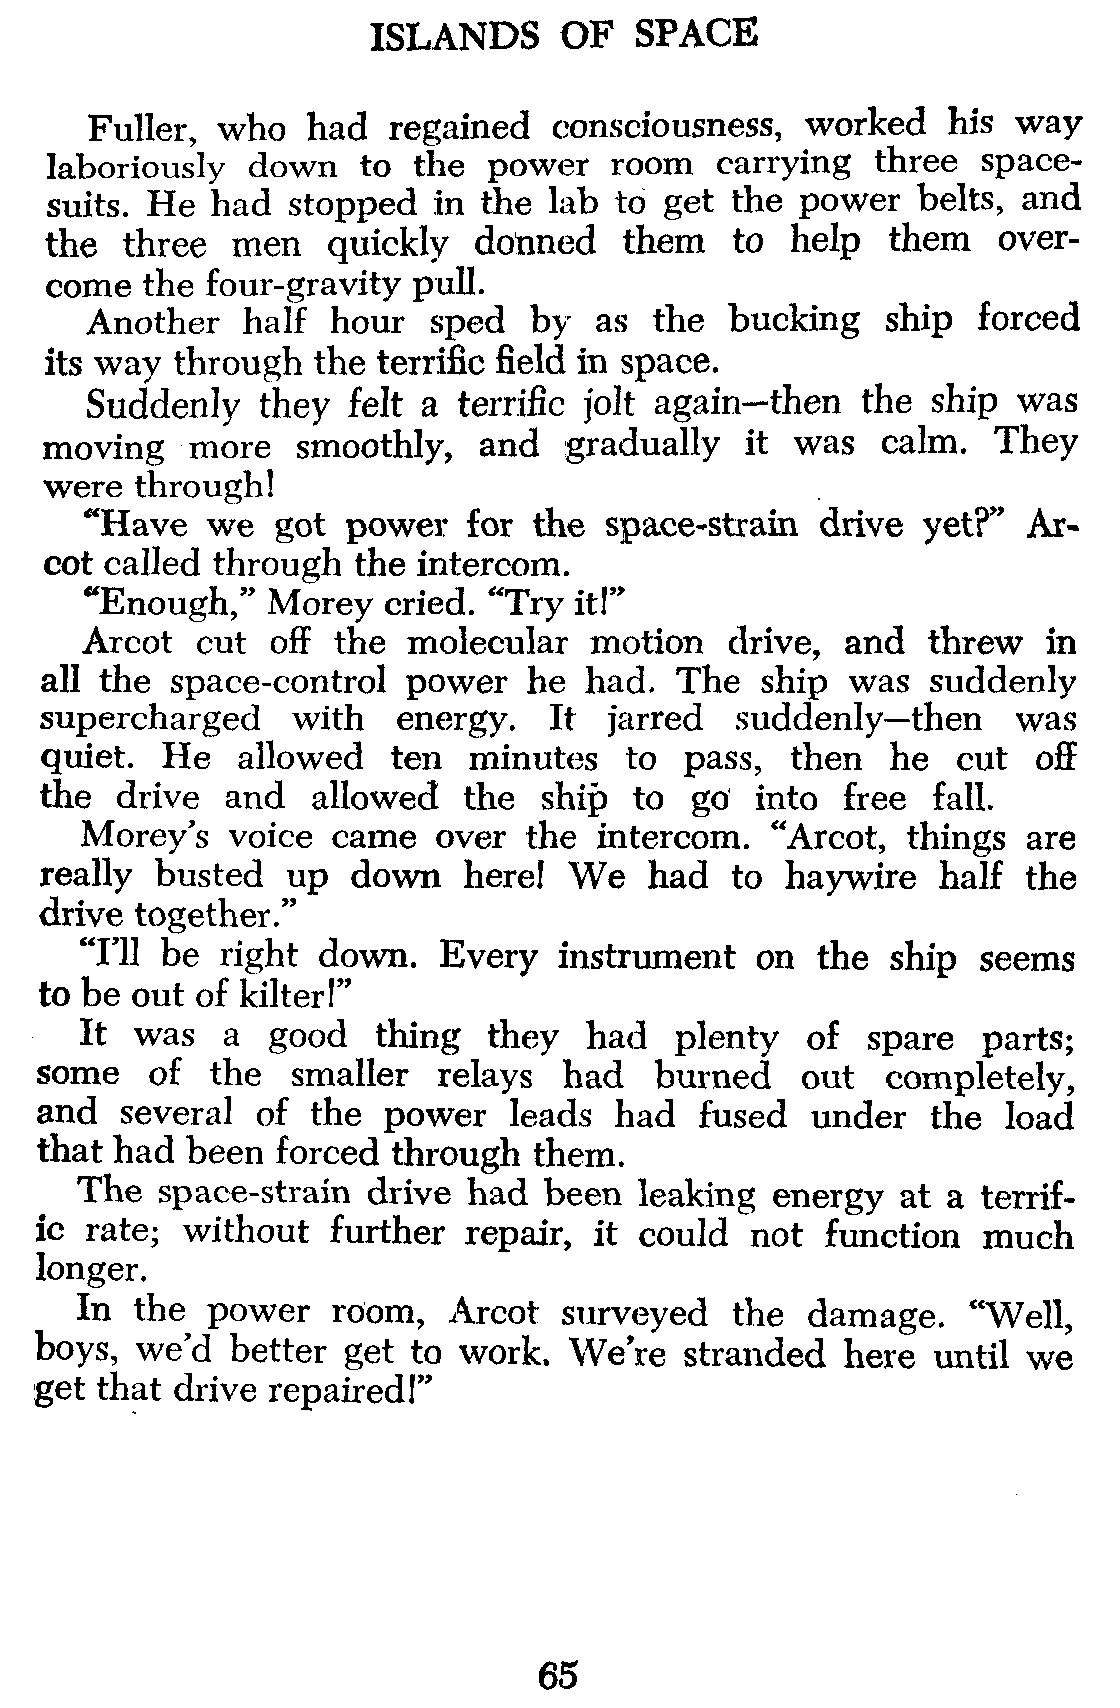 ISLANDS OF SPACE
Fuller, who had regained consciousness, worked his way
laboriously down to the power room carrying three space-
suits. He had stopped in the lab to get the power belts, and
the three men quickly donned them to help them over-
come the four-gravity pull.
Another half hour sped by as the bucking ship forced
its way through the terrific field in space.
Suddenly they felt a terrific jolt again—then the ship was
moving more smoothly, and gradually it was calm. They
were through!
“Have we got power for the space-strain drive yet?” Ar-
cot called through the intercom.
“Enough,” Morey cried. “Try it!”
Arcot cut off the molecular motion drive, and threw in
all the space-control power he had. The ship was suddenly
supercharged with energy. It jarred suddenly—then was
quiet. He allowed ten minutes to pass, then he cut off
the drive and allowed the ship to go into free fall.
Morey’s voice came over the intercom. “Arcot, things are
really busted up down here! We had to haywire half the
drive together.”
“I’ll be right down. Every instrument on the ship seems
to be out of kilter!”
It was a good thing they had plenty of spare parts;
some of the smaller relays had burned out completely,
and several of the power leads had fused under the load
that had been forced through them.
The space-strain drive had been leaking energy at a terrif-
ic rate; without further repair, it could not function much
longer.
In the power room, Arcot surveyed the damage. “Well,
boys, we’d better get to work. We’re stranded here until we
get that drive repaired!”
65